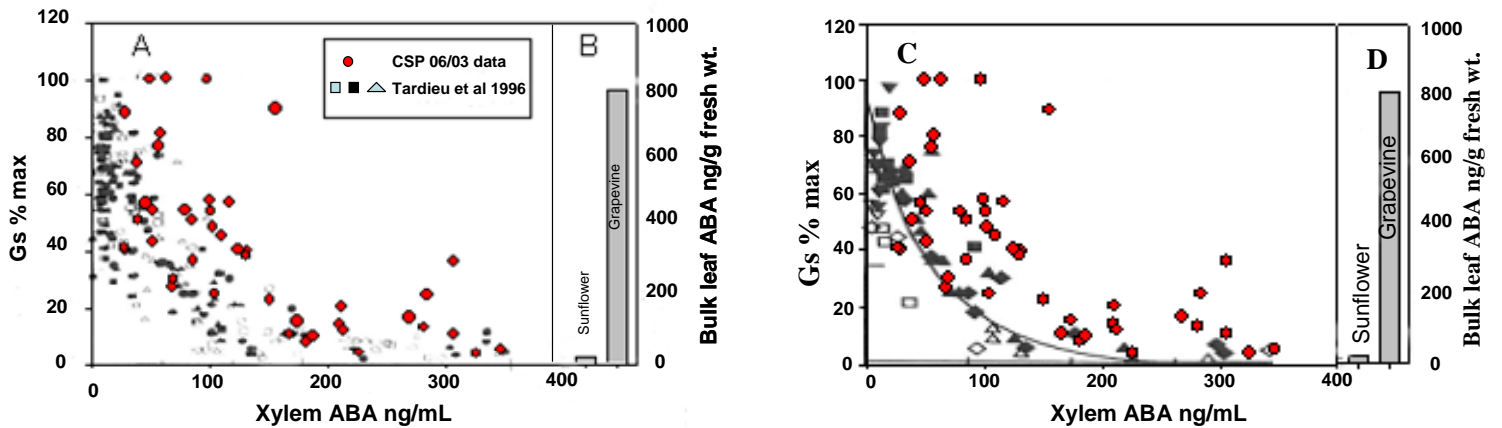 120
100
80
60
40
20
0
Gs % max
A
CSP 06/03 data
Tardieu et al 1996
0
100
200
300
400
Xylem ABA ng/mL
B
Sunflower
Grapevine
1000
800
600
400
200
0
Bulk leaf ABA ng/g fresh wt.
120
100
80
60
40
20
0
Gs % max
C
0
100
200
300
400
Xylem ABA ng/mL
D
Sunflower
Grapevine
1000
800
600
400
200
0
Bulk leaf ABA ng/g fresh wt.